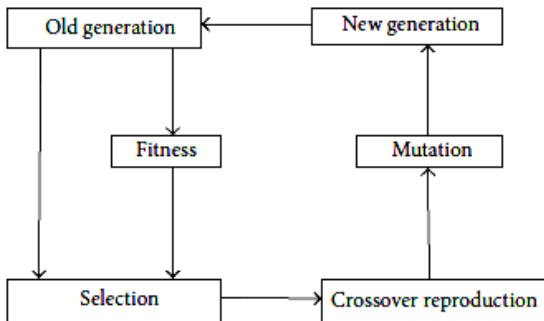 Old generation
New generation
Fitness
Mutation
Selection
Crossover reproduction